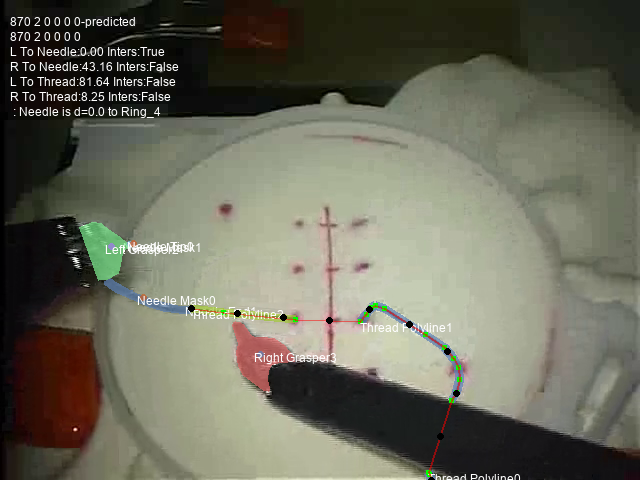 870 2 0 0 0 0-predicted
870 2 0 0 0 0
L To Needle:0.00 Inters:True
R To Needle:43.16 Inters:False
L To Thread:81.64 Inters:False
R To Thread:8.25 Inters:False
: Needle is d=0.0 to Ring_4
Left Grasper2
Needle Mask0
Thread Polyline2
Thread Polyline1
Right Grasper3
Thread Polyline0